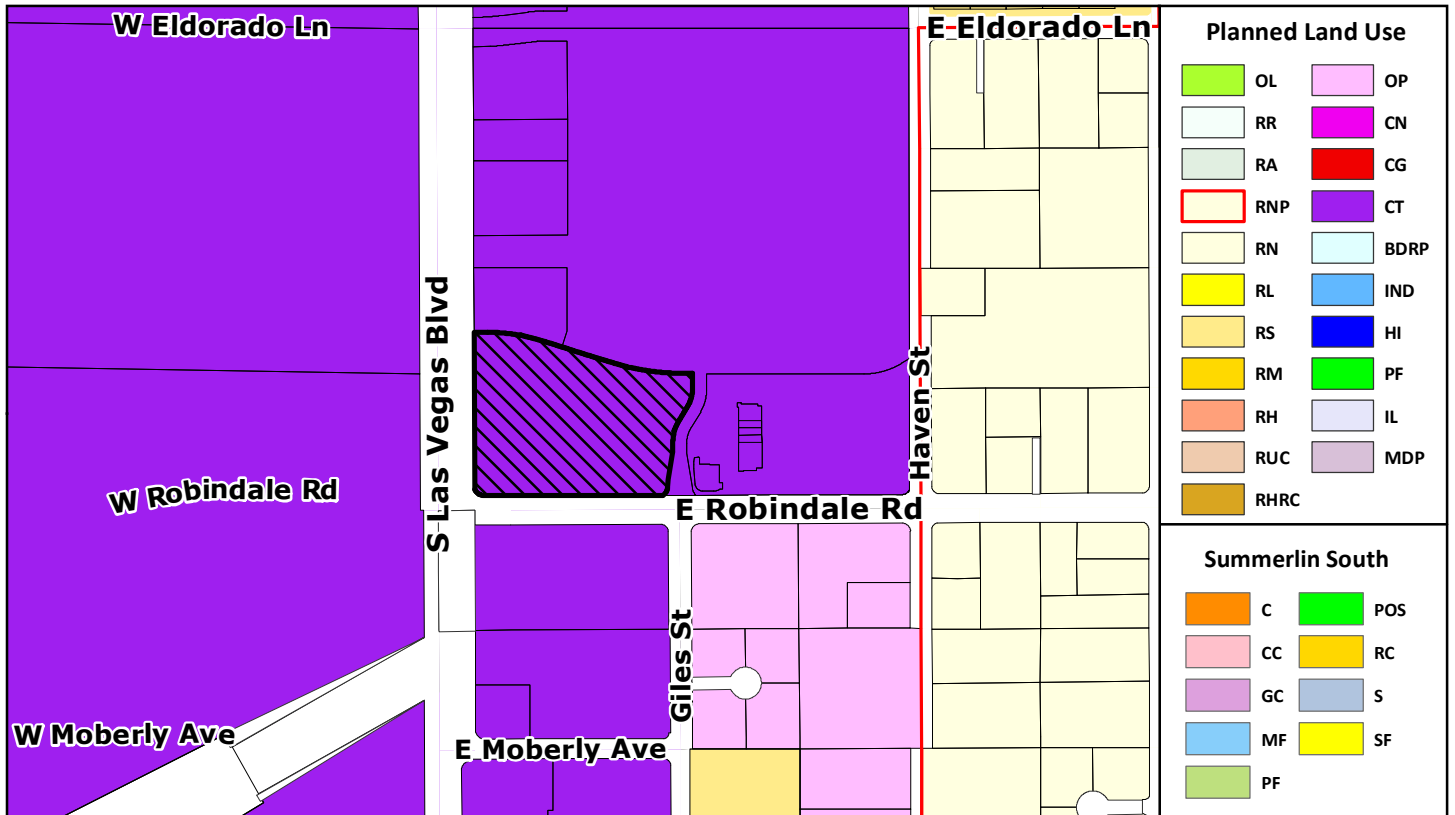 W Eldorado Ln
E Eldorado Ln
S Las Vegas Blvd
Haven St
W Robindale Rd
E Robindale Rd
Giles St
W Moberly Ave
E Moberly Ave
Planned Land Use
OL
OP
RR
CN
RA
CG
RNP
CT
RN
BDRP
RL
IND
RS
HI
RM
PF
RH
IL
RUC
MDP
RHRC
Summerlin South
C
POS
CC
RC
GC
S
MF
SF
PF